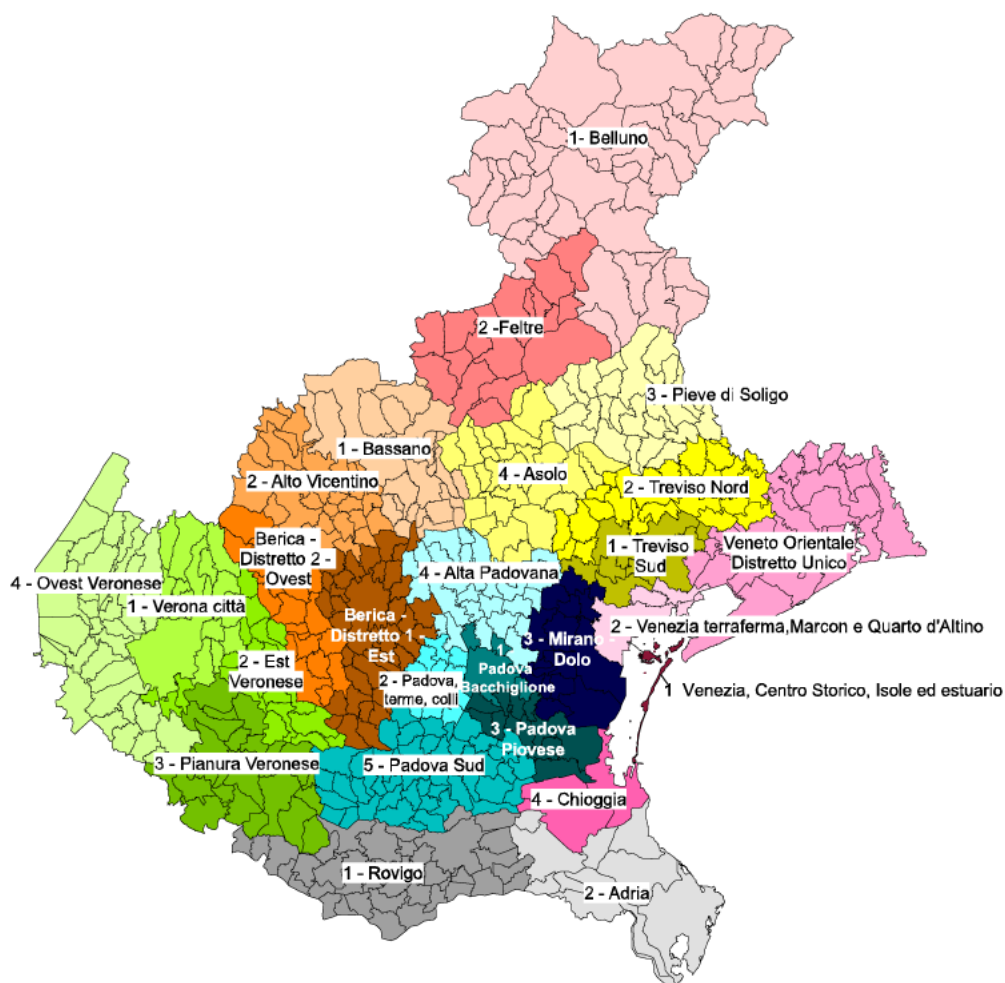 1- Belluno
2 -Feltre
3 - Pieve di Soligo
1 - Bassano
4 - Asolo
2 - Alto Vicentino
2 - Treviso Nord
Berica -
Distretto 2 -
Ovest
1 - Treviso
Sud
Veneto Orientale
Distretto Unico
4 - Ovest Veronese
4 - Alta Padovana
1 - Verona città
Berica -
Distretto 1 -
Est
2 - Venezia terraferma,Marcon e Quarto d'Altino
3 - Mirano -
Dolo
1
Padova
Bacchiglione
2 - Est
Veronese
2 - Padova,
terme, colli
1 Venezia, Centro Storico, Isole ed estuario
3 - Padova
Piovese
3 - Pianura Veronese
5 - Padova Sud
4 - Chioggia
1 - Rovigo
2 - Adria